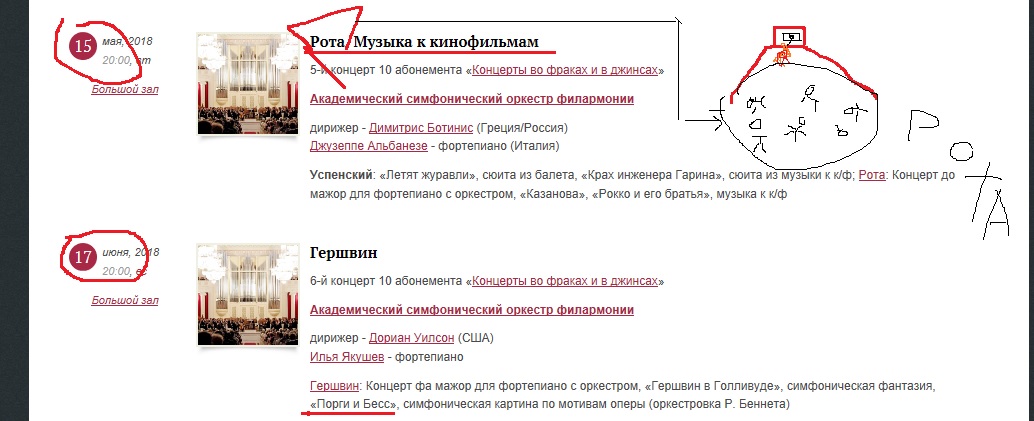 15 мая, 2018
20:00, вт
Большой зал
Рота. Музыка к кинофильмам
5-й концерт 10 абонемента «Концерты во фраках и в джинсах»
Академический симфонический оркестр филармонии
дирижер - Димитрис Ботинис (Греция/Россия)
Джузеппе Альбанезе - фортепиано (Италия)
Успенский: «Летят журавли», сюита из балета, «Крах инженера Гарина», сюита из музыки к к/ф; Рота: Концерт до
мажор для фортепиано с оркестром, «Казанова», «Рокко и его братья», музыка к к/ф
РотА
17 июня, 2018
20:00, вс
Большой зал
Гершвин
6-й концерт 10 абонемента «Концерты во фраках и в джинсах»
Академический симфонический оркестр филармонии
дирижер - Дориан Уилсон (США)
Илья Якушев - фортепиано
Гершвин: Концерт фа мажор для фортепиано с оркестром, «Гершвин в Голливуде», симфоническая фантазия,
«Порги и Бесс», симфоническая картина по мотивам оперы (оркестровка Р. Беннета)